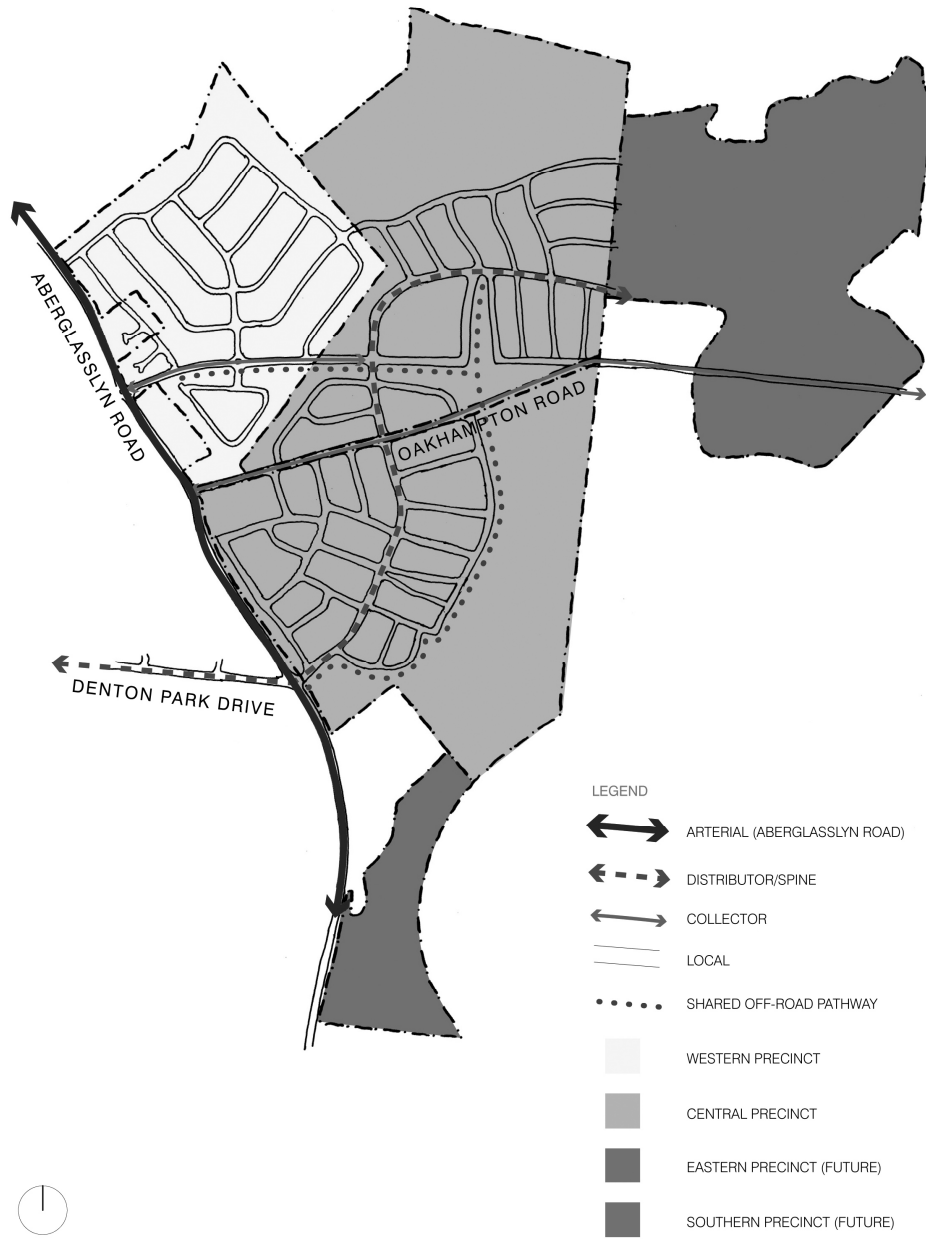 ABERGLASSLYN ROAD
OAKHAMPTON ROAD
DENTON PARK DRIVE
LEGEND
ARTERIAL (ABERGLASSLYN ROAD)
DISTRIBUTOR/SPINE
COLLECTOR
LOCAL
SHARED OFF-ROAD PATHWAY
WESTERN PRECINCT
CENTRAL PRECINCT
EASTERN PRECINCT (FUTURE)
SOUTHERN PRECINCT (FUTURE)